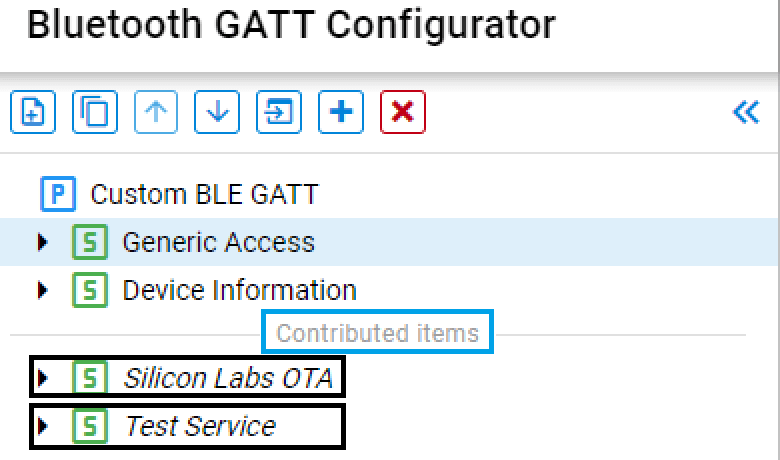 Bluetooth GATT Configurator
P Custom BLE GATT
S Generic Access
S Device Information
Contributed items
S Silicon Labs OTA
S Test Service